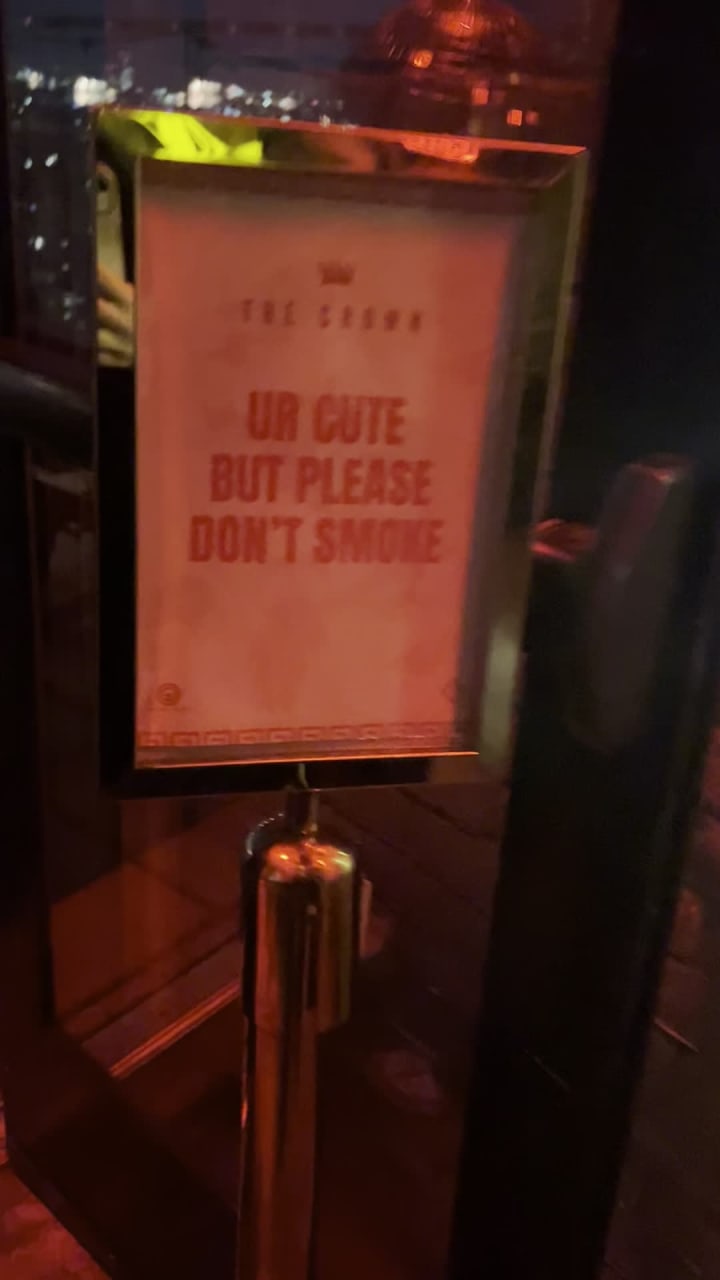 THE CROWN
UR CUTE
BUT PLEASE
DON'T SMOKE